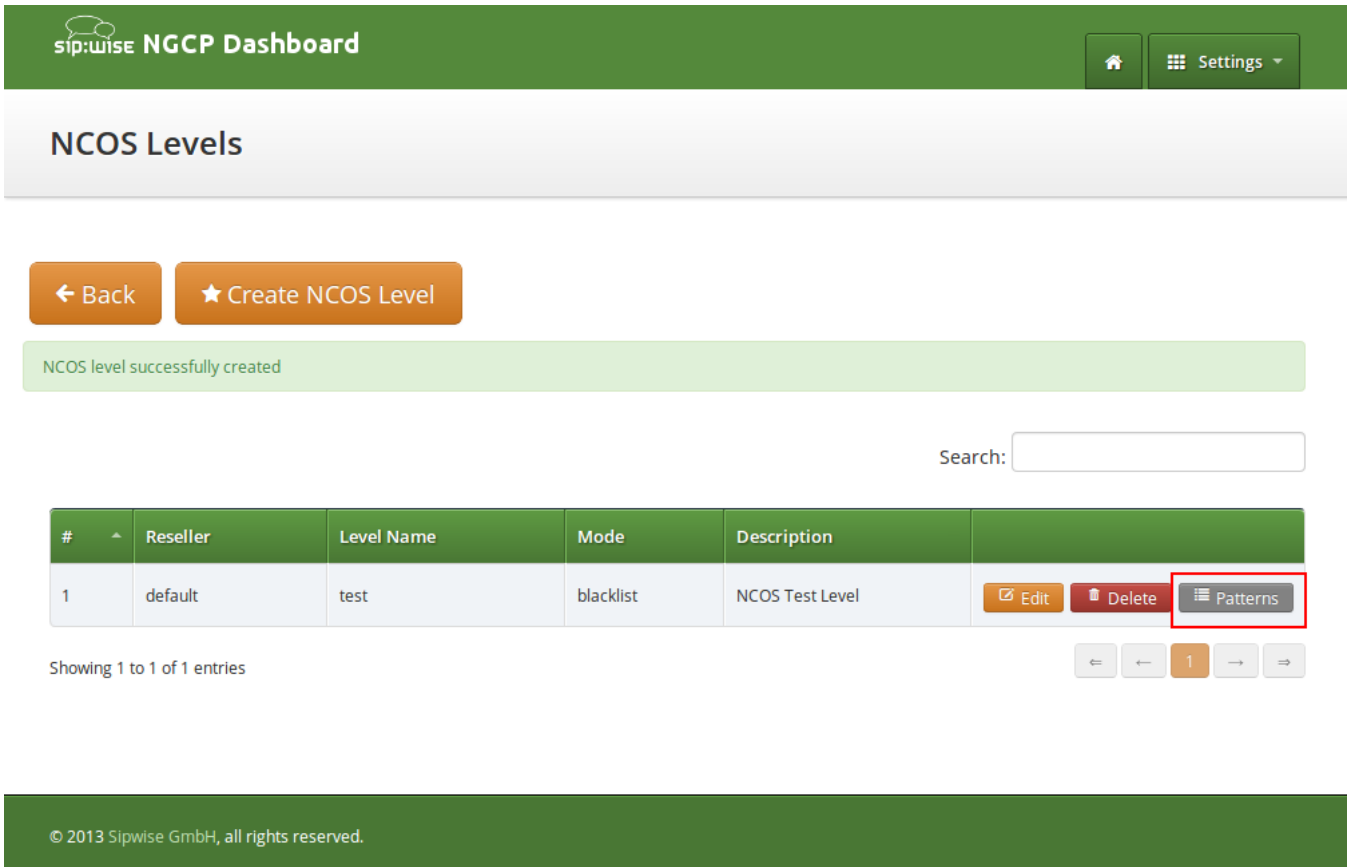 sip:wise NGCP Dashboard
Settings
NCOS Levels
Back
Create NCOS Level
NCOS level successfully created
Search:
# Reseller Level Name Mode Description
1 default test blacklist NCOS Test Level Edit Delete Patterns
Showing 1 to 1 of 1 entries
⇐ ← 1 → ⇒
© 2013 Sipwise GmbH, all rights reserved.